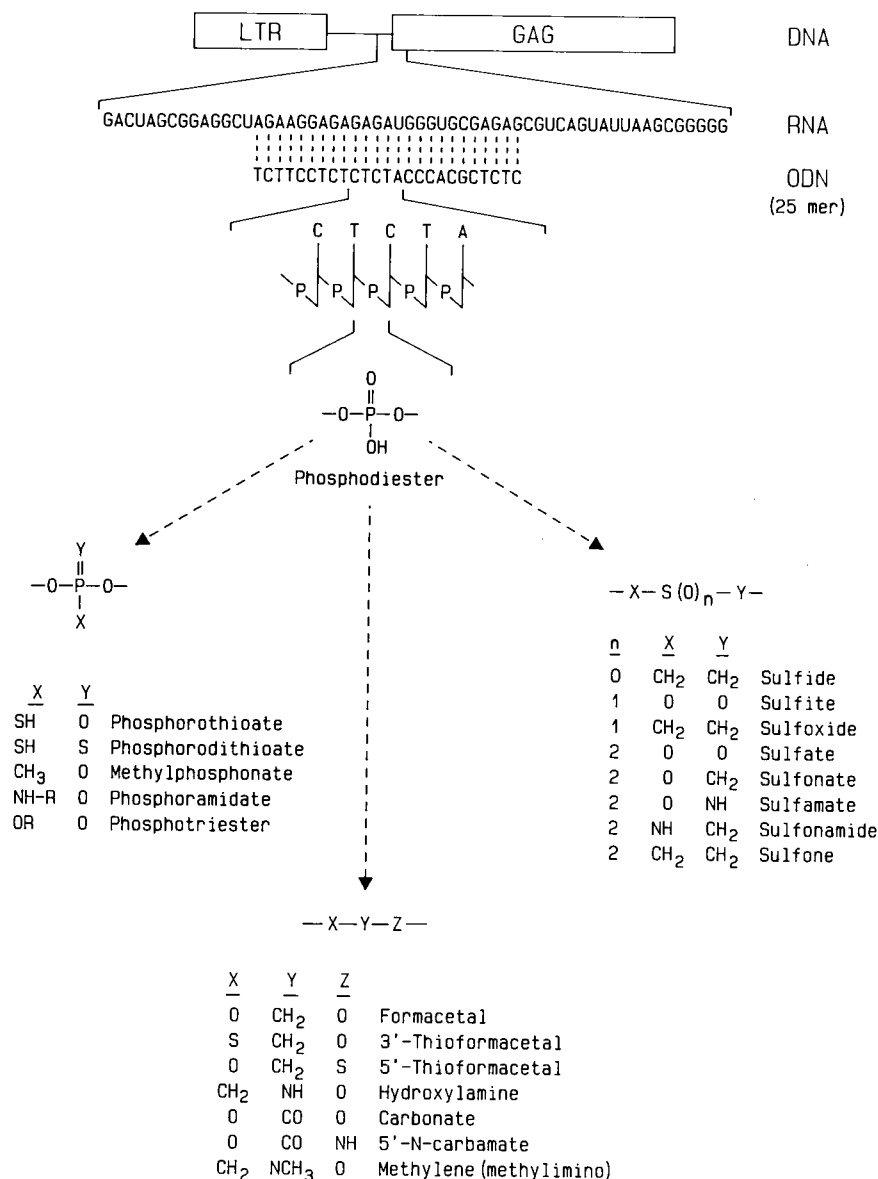 LTR GAG DNA
GACUAGCGGAGGCUAGAAGGAGAGAGAUGGGUGCGAGAGCGUCAGUAUUAAGCGGGGG RNA
TCTTCCTCTCTCTACCCACGCTCTC ODN
(25 mer)
C T C T A
P P P P P
O
—O—P—O—
OH
Phosphodiester
Y
—O—P—O—
X
X Y
SH O Phosphorothioate
SH S Phosphorodithioate
CH3 O Methylphosphonate
NH-R O Phosphoramidate
OR O Phosphotriester
—X—S(O)n—Y—
n X Y
0 CH2 CH2 Sulfide
1 O O Sulfite
1 CH2 CH2 Sulfoxide
2 O O Sulfate
2 O CH2 Sulfonate
2 O NH Sulfamate
2 NH CH2 Sulfonamide
2 CH2 CH2 Sulfone
—X—Y—Z—
X Y Z
O CH2 O Formacetal
S CH2 O 3'-Thioformacetal
O CH2 S 5'-Thioformacetal
CH2 NH O Hydroxylamine
O CO O Carbonate
O CO NH 5'-N-carbamate
CH2 NCH3 O Methylene(methylimino)